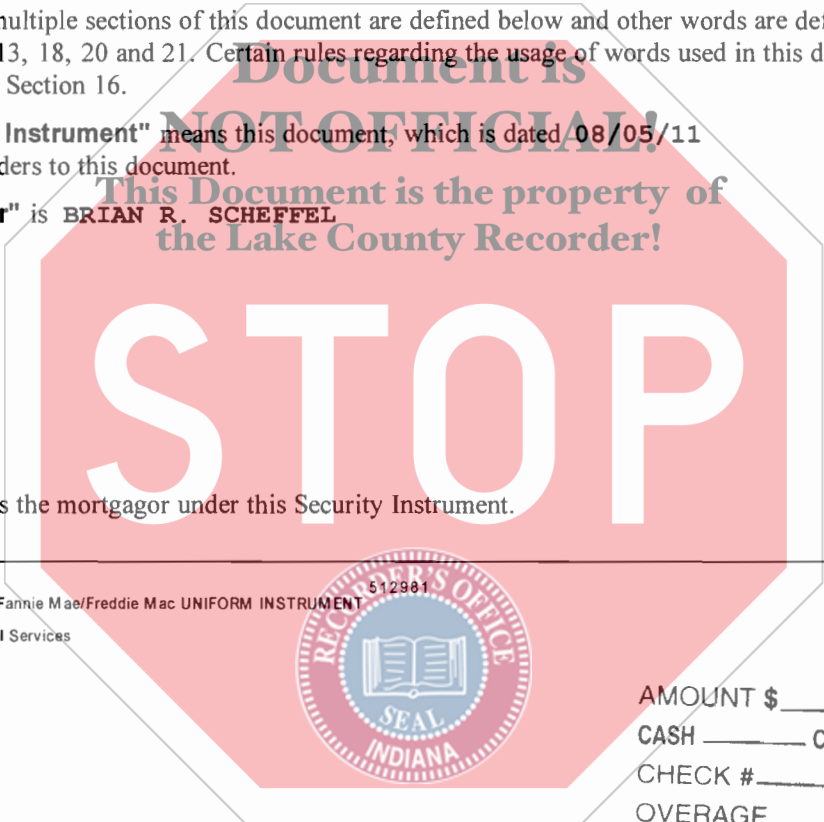 multiple sections of this document are defined below and other words are def
13, 18, 20 and 21. Certain rules regarding the usage of words used in this d
Section 16.
Document is
NOT OFFICIAL!
This Document is the property of
the Lake County Recorder!
Instrument" means this document, which is dated 08/05/11
ders to this document.
r" is BRIAN R. SCHEFFEL
STOP
s the mortgagor under this Security Instrument.
512981
Fannie Mae/Freddie Mac UNIFORM INSTRUMENT
l Services
RECORDER'S OFFICE
SEAL
INDIANA
AMOUNT $
CASH C
CHECK #
OVERAGE